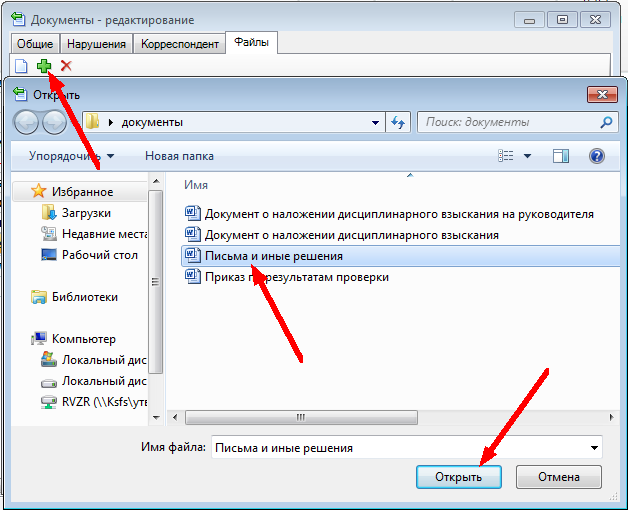 Документы - редактирование
Общие Нарушения Корреспондент Файлы
Открыть
документы Поиск: документы
Упорядочить Новая папка
Избранное
Загрузки
Недавние места
Рабочий стол
Библиотеки
Компьютер
Локальный дис
Локальный дис
RVZR (\\Ksfs\утв
Имя
Документ о наложении дисциплинарного взыскания на руководителя
Документ о наложении дисциплинарного взыскания
Письма и иные решения
Приказ по результатам проверки
Имя файла: Письма и иные решения
Открыть Отмена